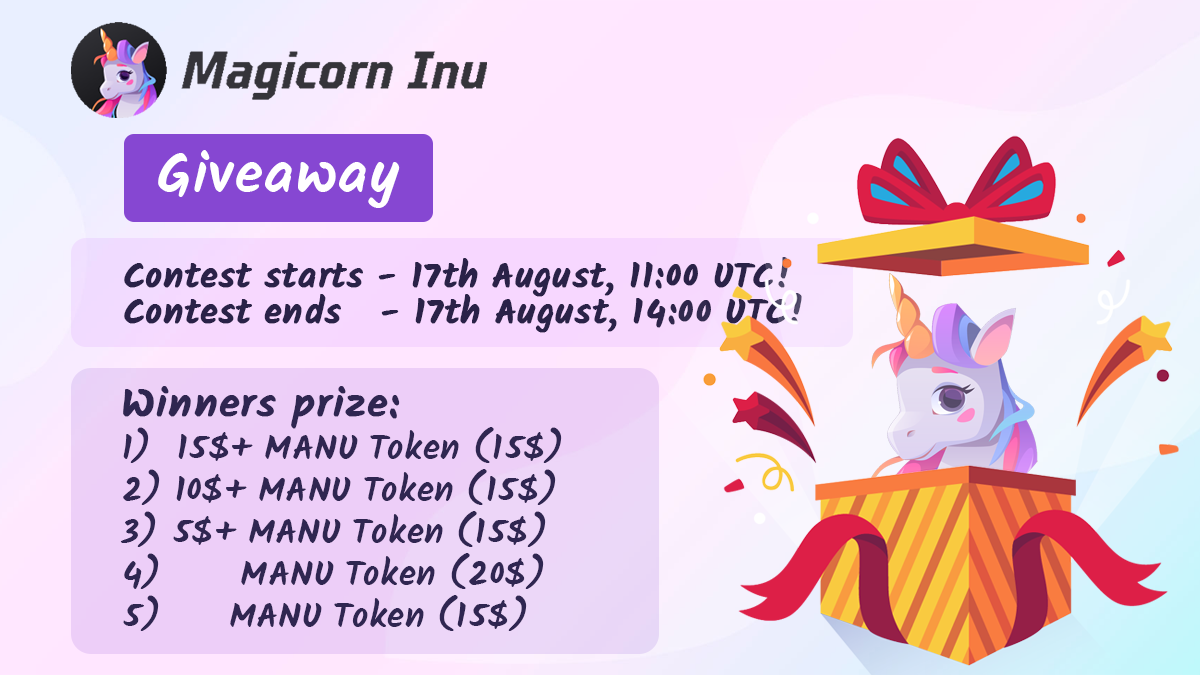 Magicorn Inu
Giveaway
Contest starts - 17th August, 11:00 UTC!
Contest ends - 17th August, 14:00 UTC!
Winners prize:
1) 15$+ MANU Token (15$)
2) 10$+ MANU Token (15$)
3) 5$+ MANU Token (15$)
4) MANU Token (20$)
5) MANU Token (15$)